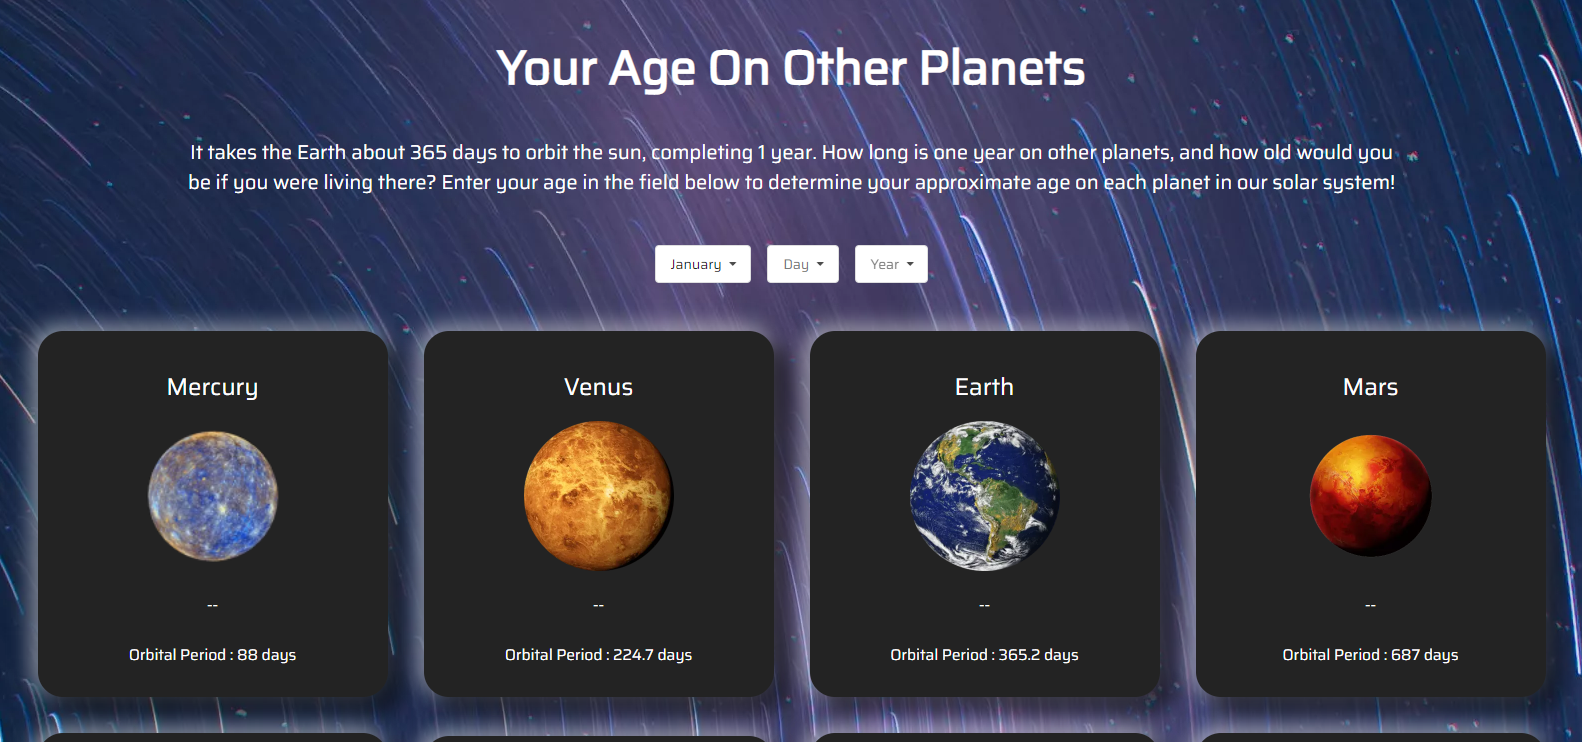 Your Age On Other Planets
It takes the Earth about 365 days to orbit the sun, completing 1 year. How long is one year on other planets, and how old would you
be if you were living there? Enter your age in the field below to determine your approximate age on each planet in our solar system!
January Day Year
Mercury Venus Earth Mars
-- -- -- --
Orbital Period : 88 days Orbital Period : 224.7 days Orbital Period : 365.2 days Orbital Period : 687 days